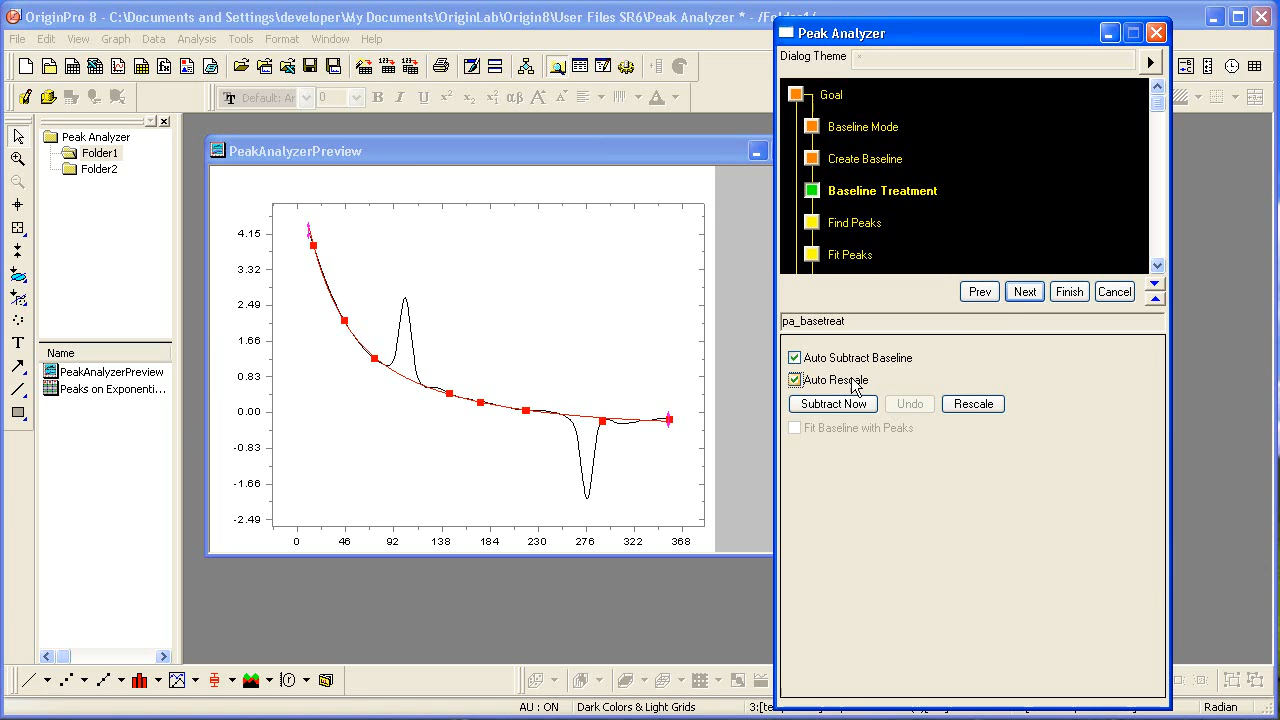 OriginPro 8 - C:\Documents and Settings\developer\My Documents\OriginLab\Origin8\User Files SR6\Peak Analyzer * - /Folder1/
File Edit View Graph Data Analysis Tools Format Window Help
Default: Ar 0 B I U
Peak Analyzer
Folder1
Folder2
Name
PeakAnalyzerPreview
Peaks on Exponenti...
PeakAnalyzerPreview
4.15
3.32
2.49
1.66
0.83
0.00
-0.83
-1.66
-2.49
0 46 92 138 184 230 276 322 368
Peak Analyzer
Dialog Theme *
Goal
Baseline Mode
Create Baseline
Baseline Treatment
Find Peaks
Fit Peaks
Prev Next Finish Cancel
pa_basetreat
Auto Subtract Baseline
Auto Rescale
Subtract Now Undo Rescale
Fit Baseline with Peaks
AU : ON Dark Colors & Light Grids Radian